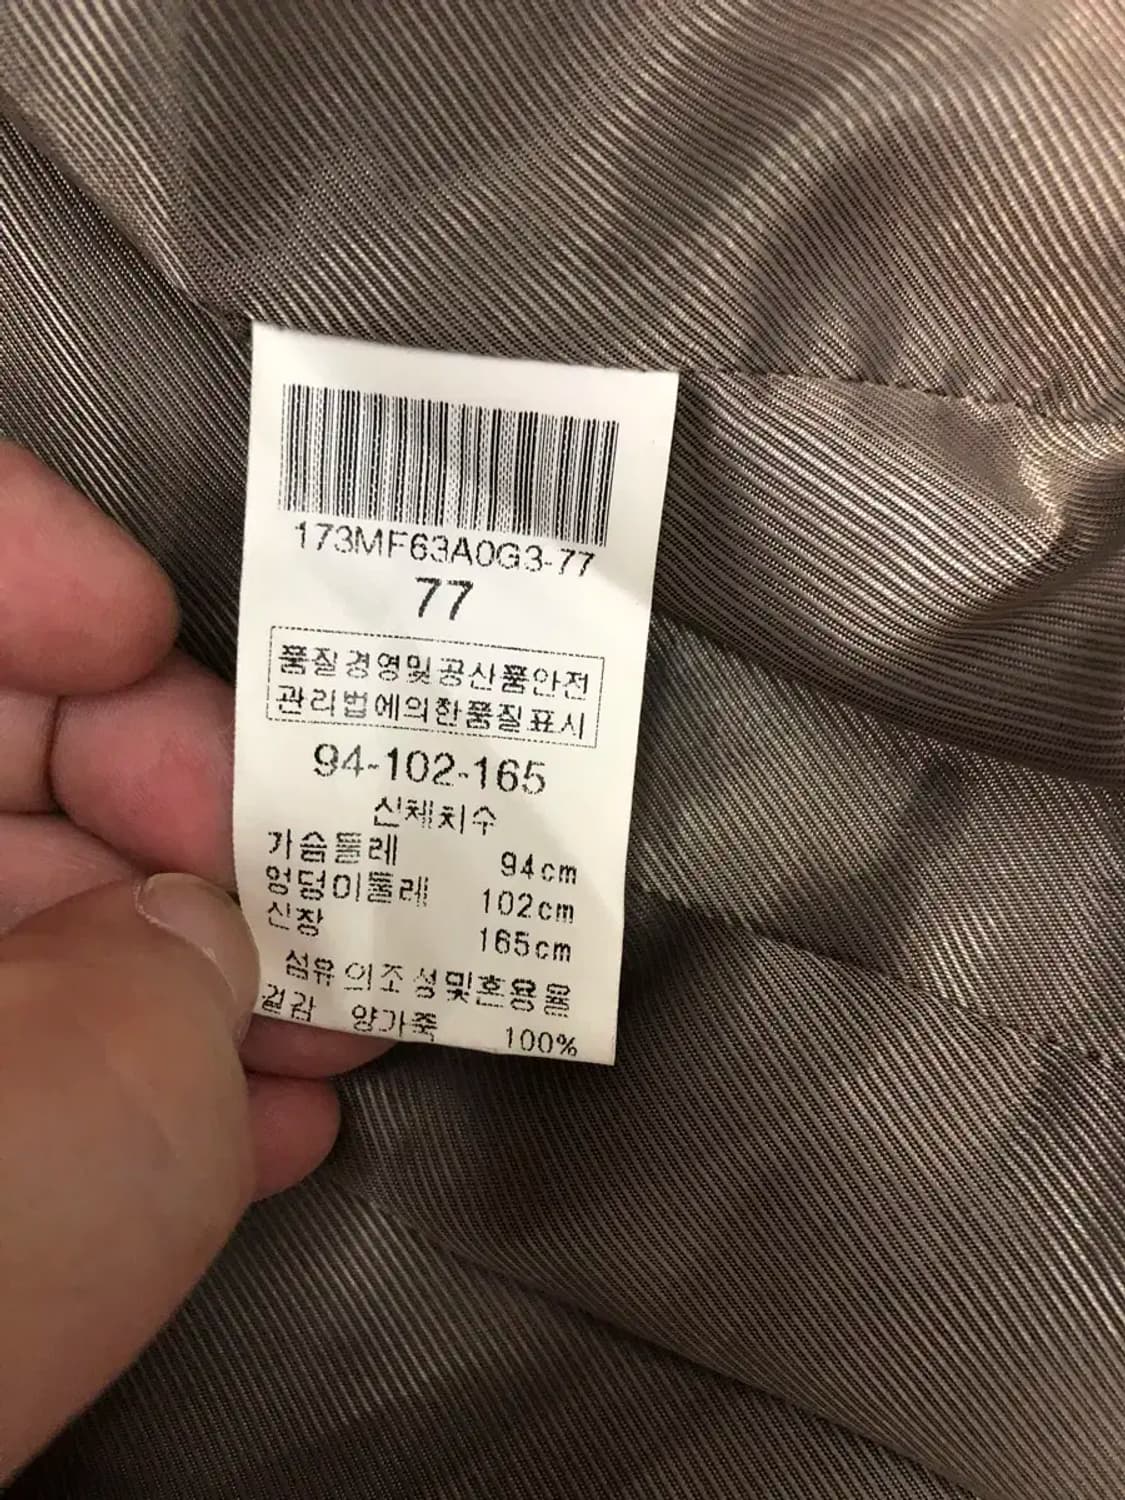 173MF63A0G3-77
77
품질경영및공산품안전
관리법에의한품질표시
94-102-165
신체치수
가슴둘레 94cm
엉덩이둘레 102cm
신장 165cm
섬유의조성및혼용율
겉감 양가죽 100%